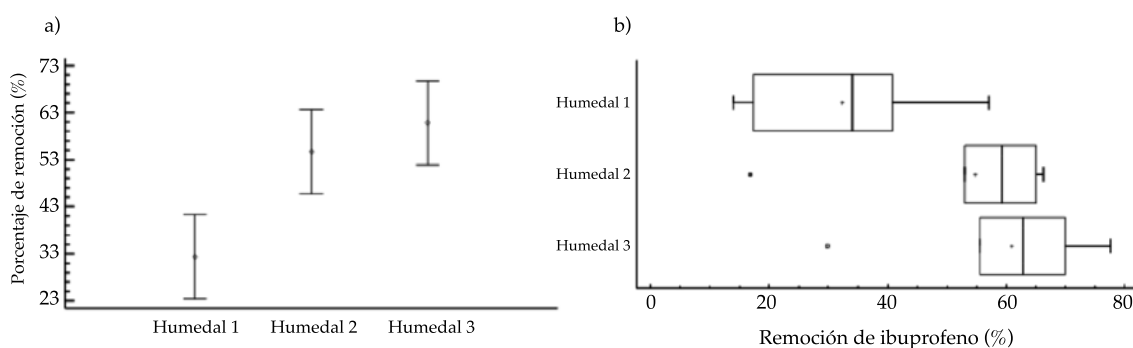 a)
Porcentaje de remoción (%)
73
63
53
43
33
23
Humedal 1 Humedal 2 Humedal 3
b)
Humedal 1
Humedal 2
Humedal 3
0 20 40 60 80
Remoción de ibuprofeno (%)